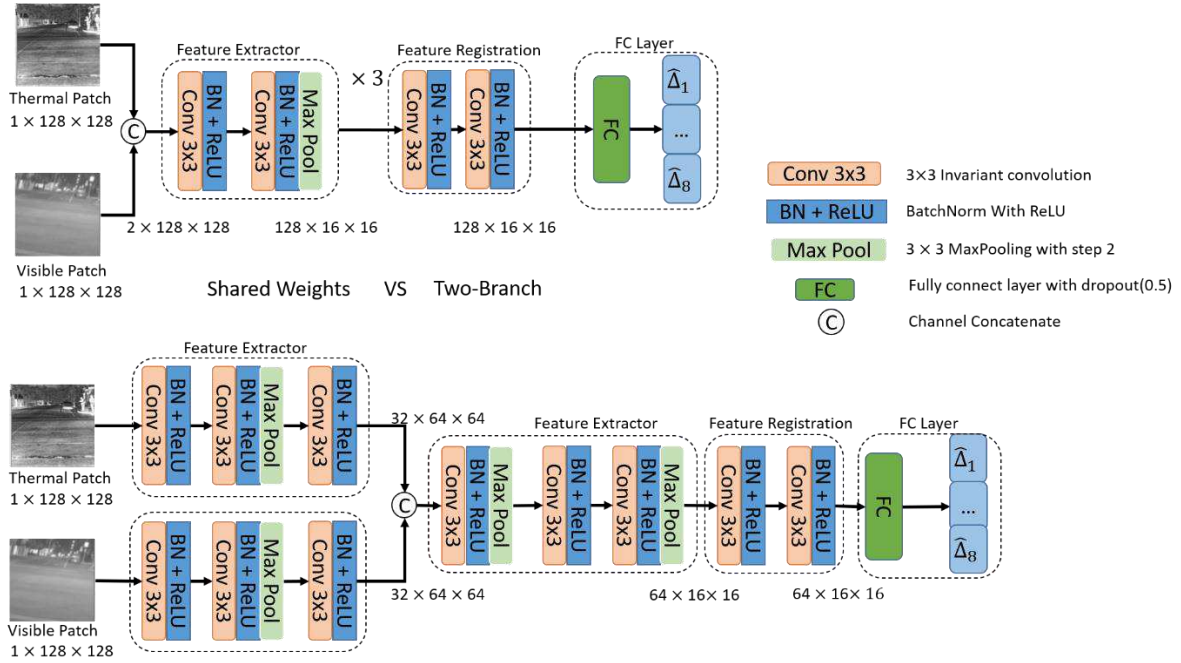 Thermal Patch
1 × 128 × 128
C
Visible Patch
1 × 128 × 128
2 × 128 × 128
Feature Extractor
Conv 3x3
BN + ReLU
Conv 3x3
BN + ReLU
Max Pool
× 3
128 × 16 × 16
Feature Registration
Conv 3x3
BN + ReLU
Conv 3x3
BN + ReLU
128 × 16 × 16
FC Layer
FC
Δ̂₁
...
Δ̂₈
Conv 3x3
3×3 Invariant convolution
BN + ReLU
BatchNorm With ReLU
Max Pool
3 × 3 MaxPooling with step 2
FC
Fully connect layer with dropout(0.5)
C
Channel Concatenate
Shared Weights VS Two-Branch
Feature Extractor
Thermal Patch
1 × 128 × 128
Conv 3x3
BN + ReLU
Conv 3x3
BN + ReLU
Max Pool
Conv 3x3
BN + ReLU
32 × 64 × 64
Visible Patch
1 × 128 × 128
Conv 3x3
BN + ReLU
Conv 3x3
BN + ReLU
Max Pool
Conv 3x3
BN + ReLU
32 × 64 × 64
C
Feature Extractor
Conv 3x3
BN + ReLU
Max Pool
Conv 3x3
BN + ReLU
Conv 3x3
BN + ReLU
Max Pool
64 × 16 × 16
Feature Registration
Conv 3x3
BN + ReLU
Conv 3x3
BN + ReLU
64 × 16 × 16
FC Layer
FC
Δ̂₁
...
Δ̂₈